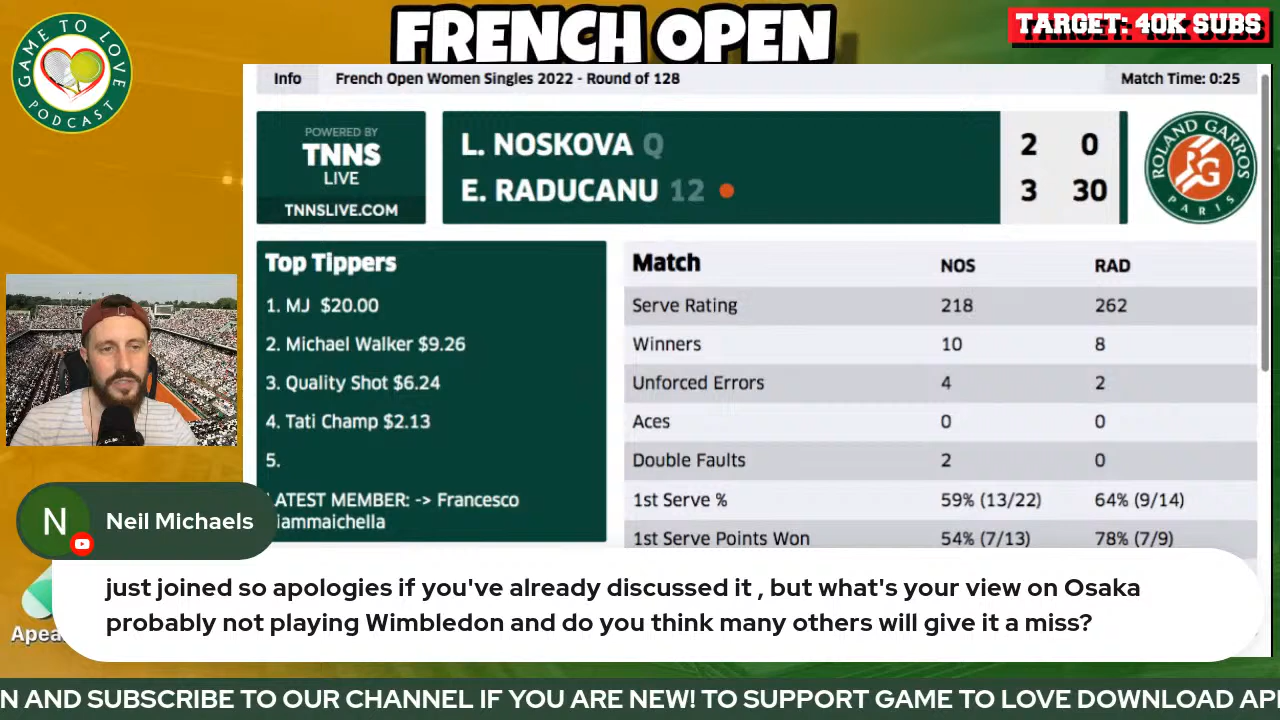 FRENCH OPEN
TARGET: 40K SUBS
GAME TO LOVE
PODCAST
Info French Open Women Singles 2022 - Round of 128 Match Time: 0:25
POWERED BY
TNNS
LIVE
TNNSLIVE.COM
L. NOSKOVA Q 2 0
E. RADUCANU 12 3 30
ROLAND GARROS
RG
PARIS
Top Tippers
1. MJ $20.00
2. Michael Walker $9.26
3. Quality Shot $6.24
4. Tati Champ $2.13
5.
ATEST MEMBER: -> Francesco
iammaichella
Match NOS RAD
Serve Rating 218 262
Winners 10 8
Unforced Errors 4 2
Aces 0 0
Double Faults 2 0
1st Serve % 59% (13/22) 64% (9/14)
1st Serve Points Won 54% (7/13) 78% (7/9)
N Neil Michaels
just joined so apologies if you've already discussed it , but what's your view on Osaka
probably not playing Wimbledon and do you think many others will give it a miss?
Apea
N AND SUBSCRIBE TO OUR CHANNEL IF YOU ARE NEW! TO SUPPORT GAME TO LOVE DOWNLOAD AP